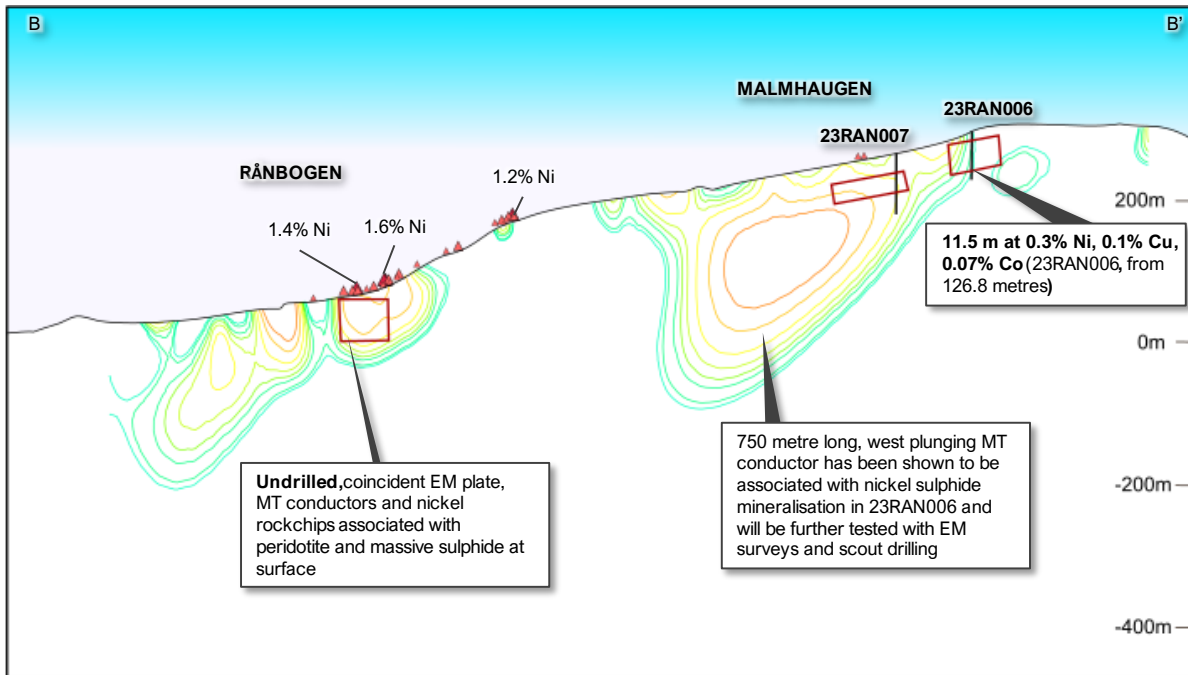 B
B'
MALMHAUGEN
23RAN006
23RAN007
RÅNBOGEN
1.2% Ni
1.4% Ni
1.6% Ni
200m
11.5 m at 0.3% Ni, 0.1% Cu,
0.07% Co (23RAN006, from
126.8 metres)
0m
750 metre long, west plunging MT
conductor has been shown to be
associated with nickel sulphide
mineralisation in 23RAN006 and
will be further tested with EM
surveys and scout drilling
Undrilled,coincident EM plate,
MT conductors and nickel
rockchips associated with
peridotite and massive sulphide at
surface
-200m
-400m